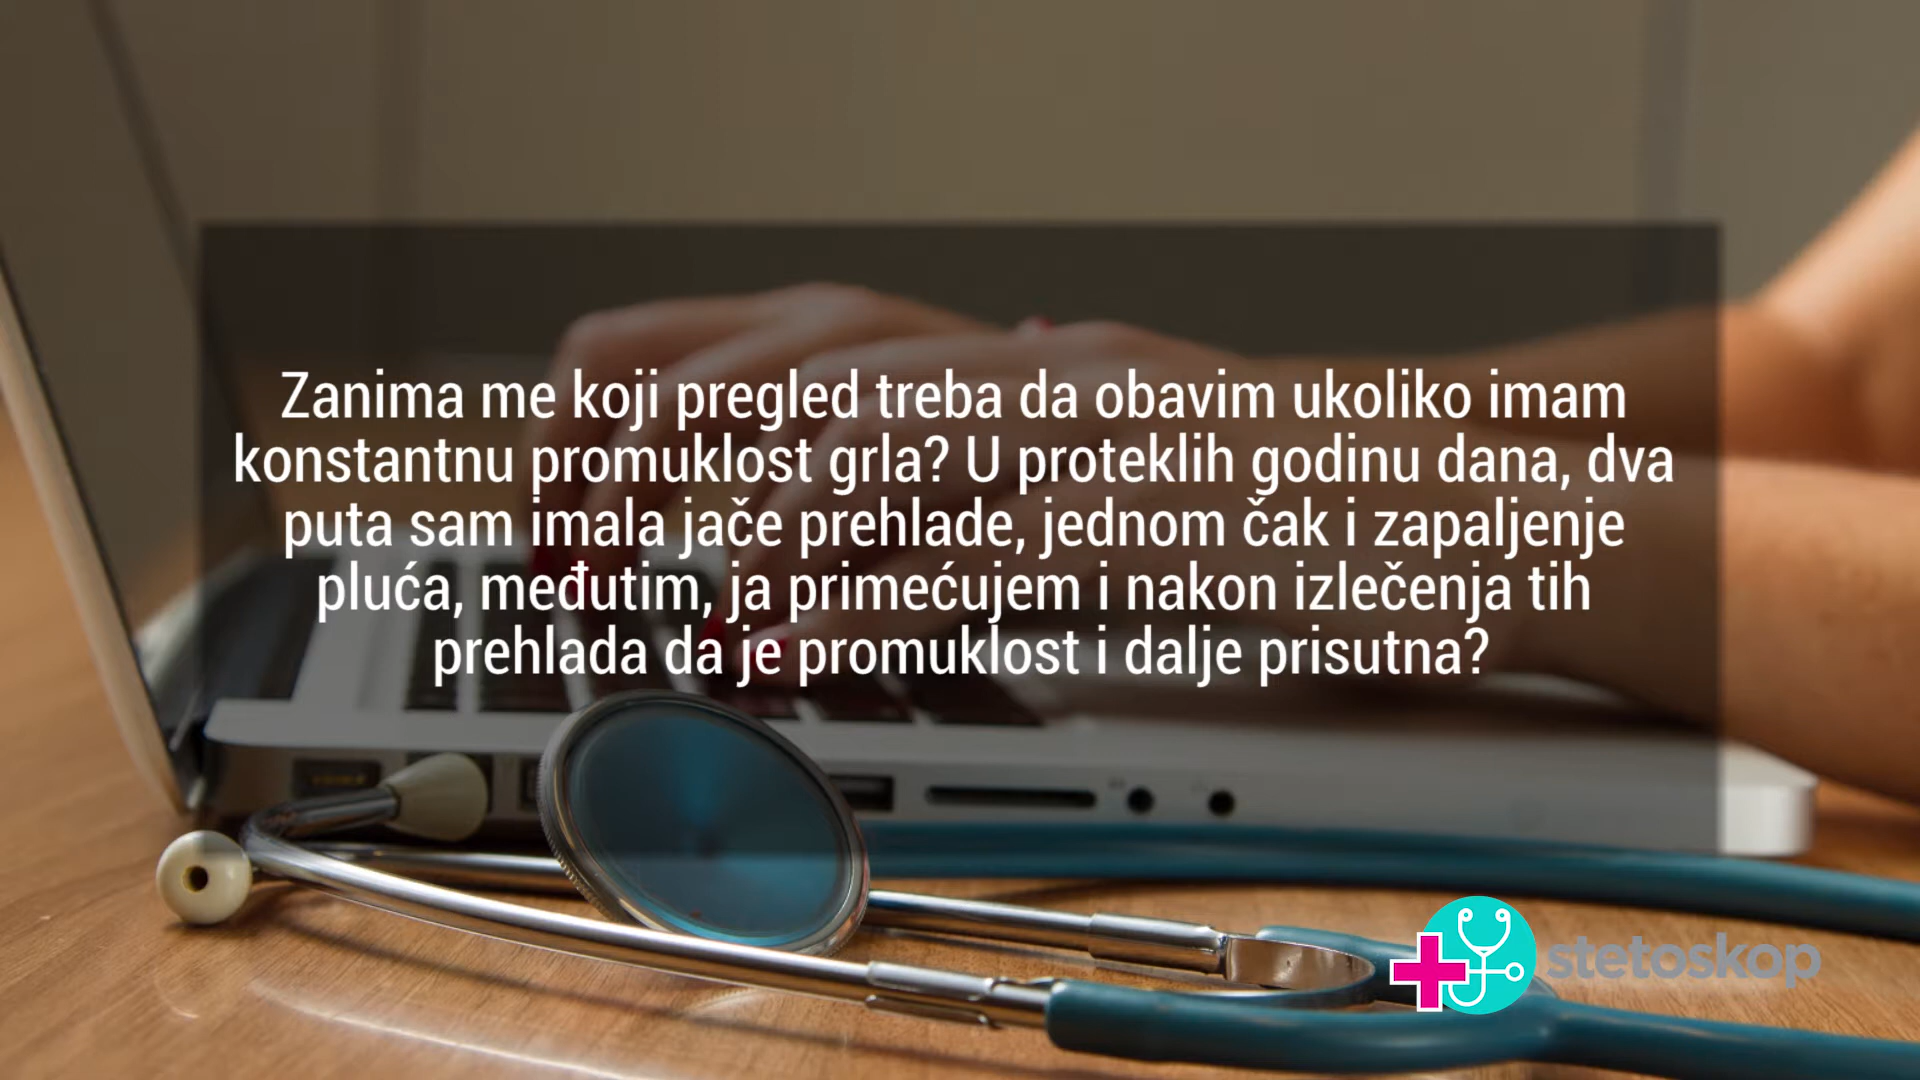 Zanima me koji pregled treba da obavim ukoliko imam
konstantnu promuklost grla? U proteklih godinu dana, dva
puta sam imala jače prehlade, jednom čak i zapaljenje
pluća, međutim, ja primećujem i nakon izlečenja tih
prehlada da je promuklost i dalje prisutna?
stetoskop